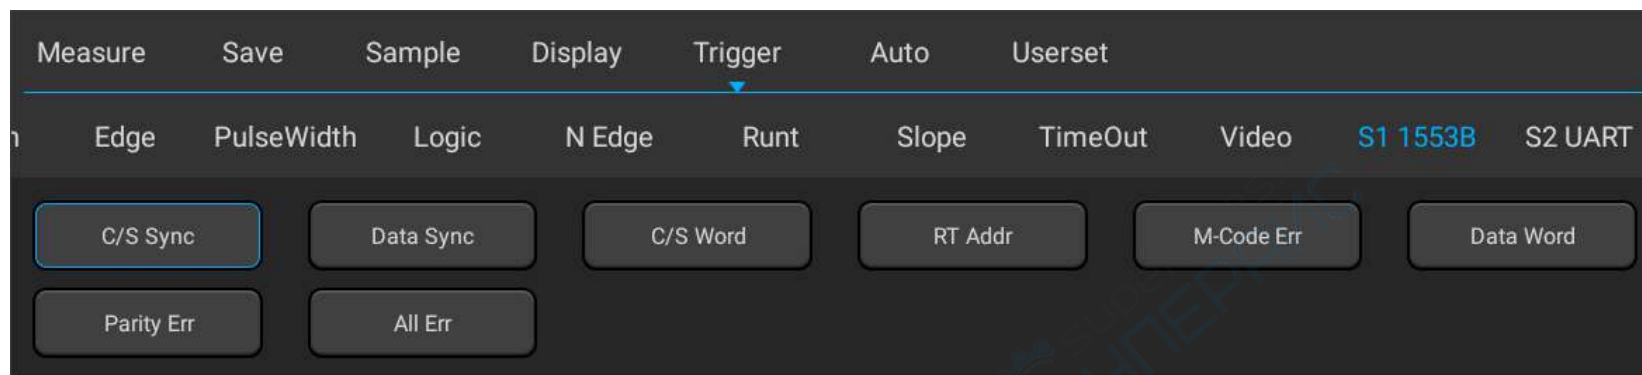 Measure Save Sample Display Trigger Auto Userset
Edge PulseWidth Logic N Edge Runt Slope TimeOut Video S1 1553B S2 UART
C/S Sync Data Sync C/S Word RT Addr M-Code Err Data Word
Parity Err All Err